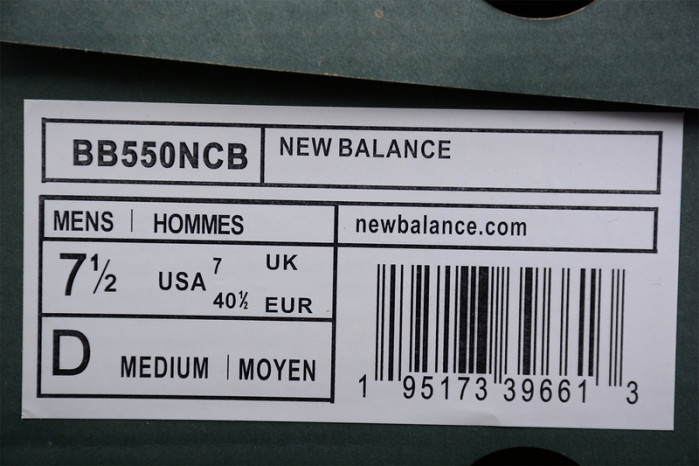 BB550NCB
NEW BALANCE
MENS | HOMMES
newbalance.com
7½ USA 7 UK
40½ EUR
D MEDIUM | MOYEN
1 95173 39661 3